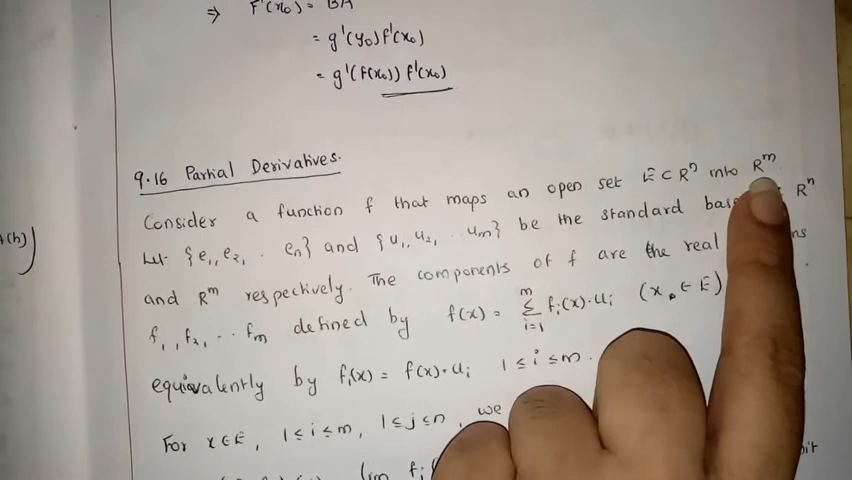 ⇒ F'(x₀) = BA
= g'(y₀) f'(x₀)
= g'(f(x₀)) f'(x₀)
9.16 Partial Derivatives.
Consider a function f that maps an open set E ⊂ Rⁿ into Rᵐ
Let {e₁, e₂, . eₙ} and {u₁, u₂, .. uₘ} be the standard Rⁿ
and Rᵐ respectively. The components of f are the real
f₁, f₂, .. fₘ defined by f(x) = Σᵢ₌₁ᵐ fᵢ(x).uᵢ (x ∈ E)
equivalently by fᵢ(x) = f(x).uᵢ 1 ≤ i ≤ m.
For x ∈ E, 1 ≤ i ≤ m, 1 ≤ j ≤ n, we
lim fᵢ(